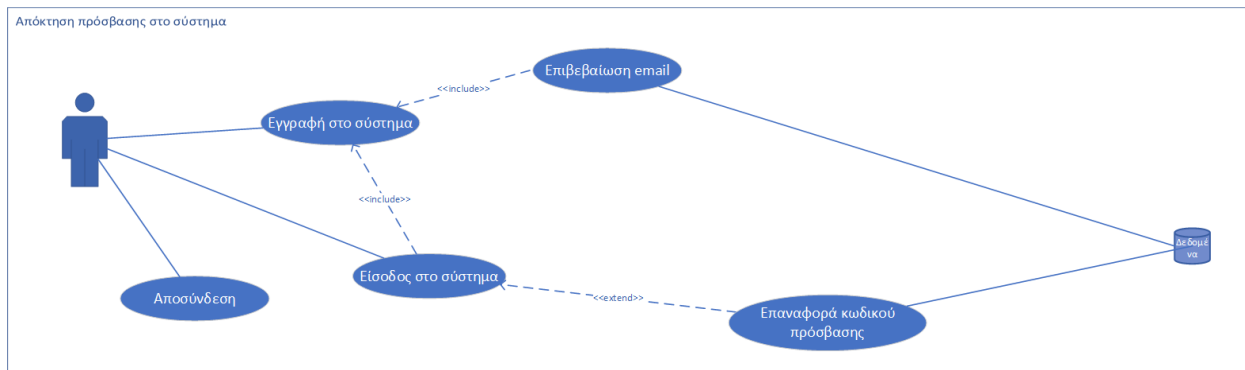 Απόκτηση πρόσβασης στο σύστημα
Επιβεβαίωση email
<<include>>
Εγγραφή στο σύστημα
<<include>>
Δεδομέ
να
Είσοδος στο σύστημα
Αποσύνδεση
<<extend>>
Επαναφορά κωδικού
πρόσβασης